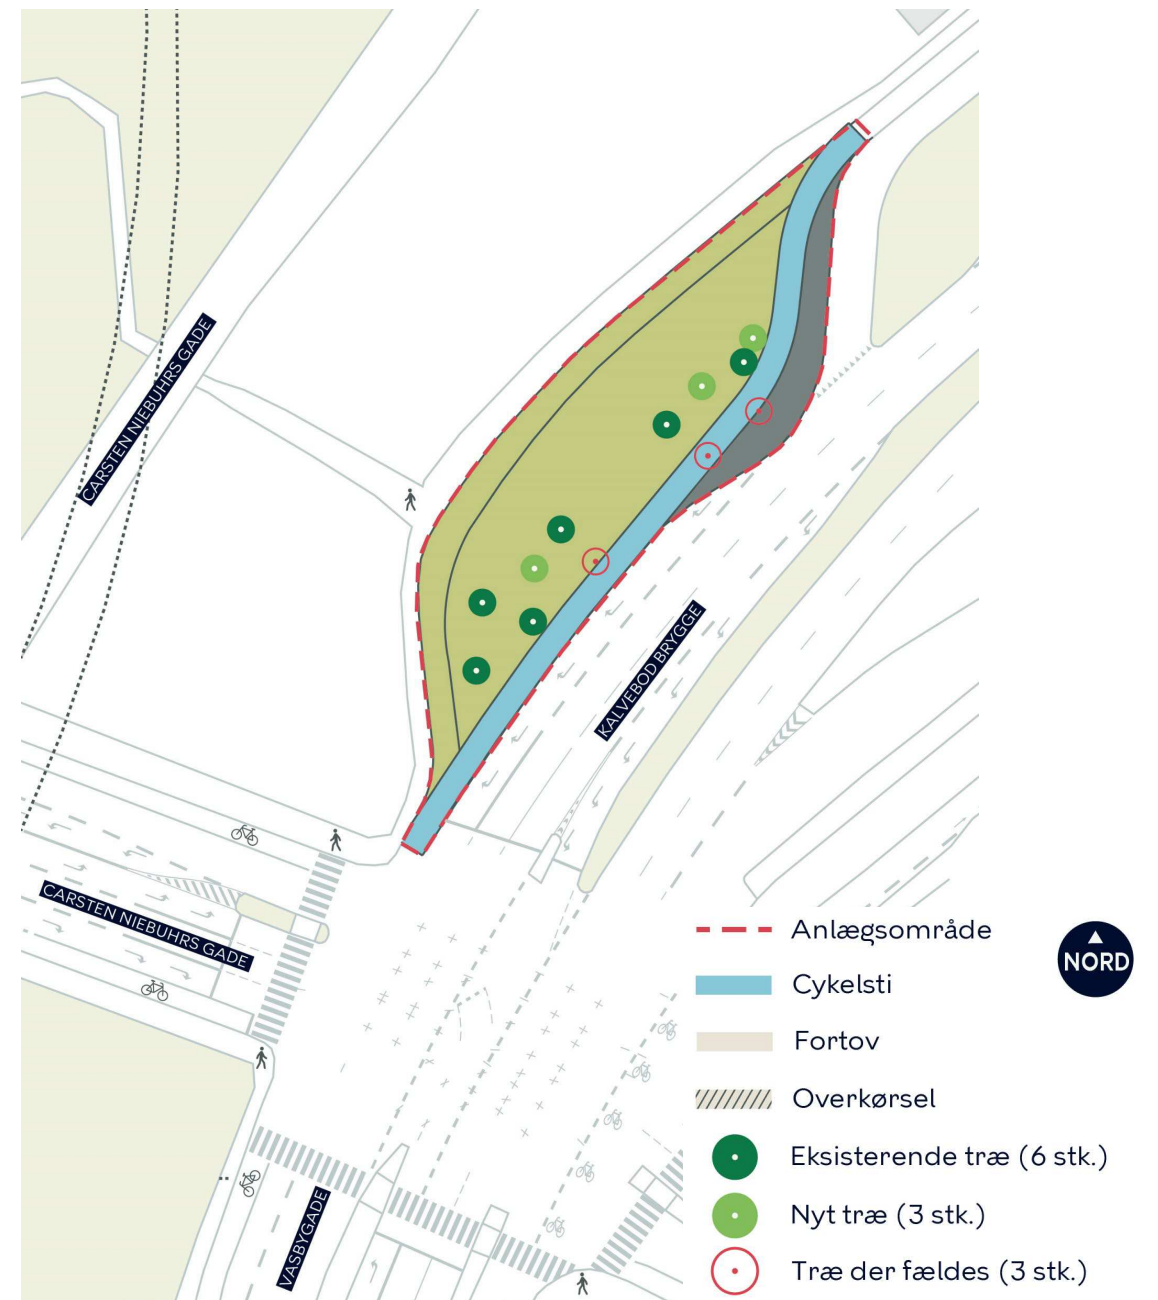 CARSTEN NIEBUHRS GADE
KALVEBOD BRYGGE
CARSTEN NIEBUHRS GADE
VASBYGADE
Anlægsområde
Cykelsti
Fortov
Overkørsel
Eksisterende træ (6 stk.)
Nyt træ (3 stk.)
Træ der fældes (3 stk.)
NORD